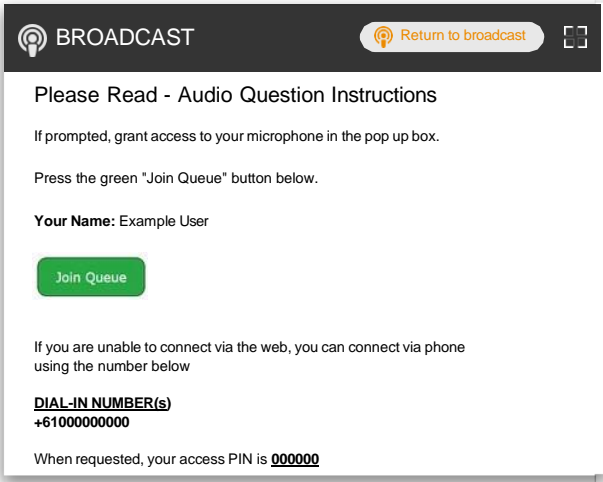 BROADCAST
Return to broadcast
Please Read - Audio Question Instructions
If prompted, grant access to your microphone in the pop up box.
Press the green "Join Queue" button below.
Your Name: Example User
Join Queue
If you are unable to connect via the web, you can connect via phone
using the number below
DIAL-IN NUMBER(s)
+61000000000
When requested, your access PIN is 000000